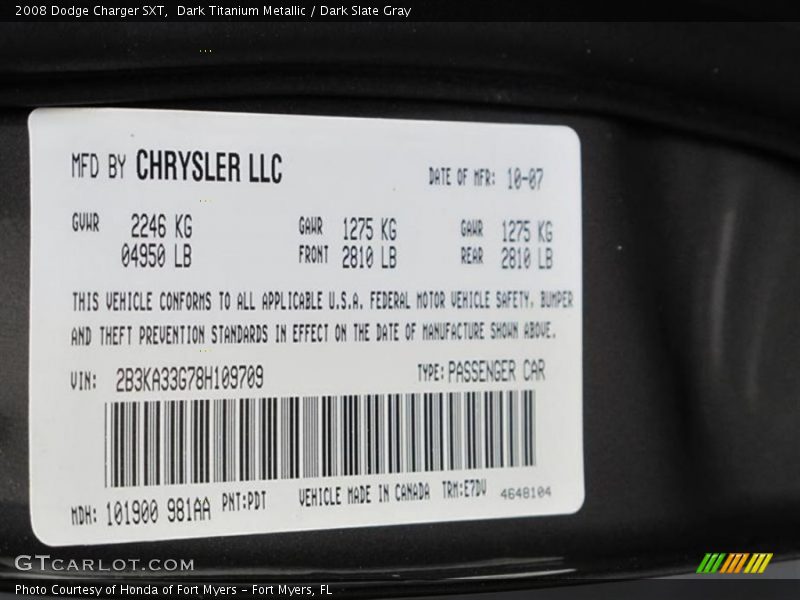 2008 Dodge Charger SXT,  Dark Titanium Metallic / Dark Slate Gray
MFD BY CHRYSLER LLC
DATE OF MFR: 10-07
GVWR 2246 KG GAWR 1275 KG GAWR 1275 KG
04950 LB FRONT 2810 LB REAR 2810 LB
THIS VEHICLE CONFORMS TO ALL APPLICABLE U.S.A. FEDERAL MOTOR VEHICLE SAFETY, BUMPER
AND THEFT PREVENTION STANDARDS IN EFFECT ON THE DATE OF MANUFACTURE SHOWN ABOVE.
VIN: 2B3KA33G78H109709 TYPE: PASSENGER CAR
MDH: 101900 981AA PNT:PDT VEHICLE MADE IN CANADA TRM:E7DV 4648104
GTCARLOT.COM
Photo Courtesy of Honda of Fort Myers - Fort Myers, FL